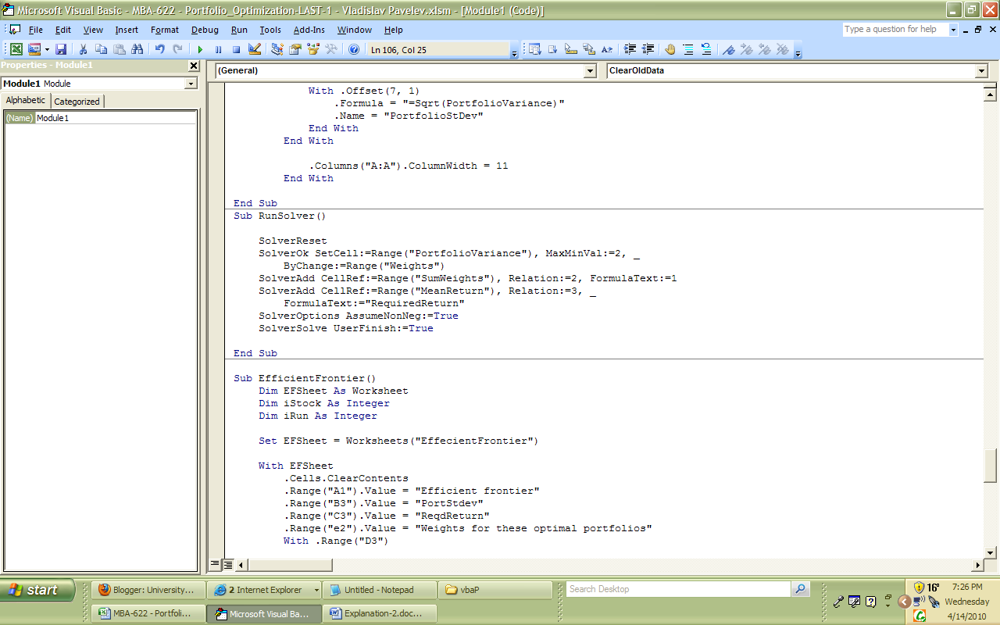 Microsoft Visual Basic - MBA-622 - Portfolio_Optimization-LAST-1 - Vladislav Pavelev.xlsm - [Module1 (Code)]
File Edit View Insert Format Debug Run Tools Add-Ins Window Help
Type a question for help
Ln 106, Col 25
Properties - Module1
Module1 Module
Alphabetic Categorized
(Name) Module1
(General)
ClearOldData
With .Offset(7, 1)
.Formula = "=Sqrt(PortfolioVariance)"
.Name = "PortfolioStDev"
End With
End With
.Columns("A:A").ColumnWidth = 11
End With
End Sub
Sub RunSolver()
SolverReset
SolverOk SetCell:=Range("PortfolioVariance"), MaxMinVal:=2, _
ByChange:=Range("Weights")
SolverAdd CellRef:=Range("SumWeights"), Relation:=2, FormulaText:=1
SolverAdd CellRef:=Range("MeanReturn"), Relation:=3, _
FormulaText:="RequiredReturn"
SolverOptions AssumeNonNeg:=True
SolverSolve UserFinish:=True
End Sub
Sub EfficientFrontier()
Dim EFSheet As Worksheet
Dim iStock As Integer
Dim iRun As Integer
Set EFSheet = Worksheets("EffecientFrontier")
With EFSheet
.Cells.ClearContents
.Range("A1").Value = "Efficient frontier"
.Range("B3").Value = "PortStdev"
.Range("C3").Value = "ReqdReturn"
.Range("e2").Value = "Weights for these optimal portfolios"
With .Range("D3")
start
Blogger: University...
2 Internet Explorer
Untitled - Notepad
vbaP
Search Desktop
16°
7:26 PM
MBA-622 - Portfoli...
Microsoft Visual Ba...
Explanation-2.doc...
Wednesday
4/14/2010